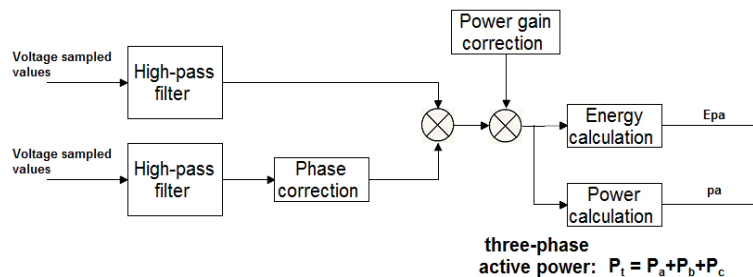 Power gain
correction
Voltage sampled
values
High-pass
filter
Energy
calculation
Epa
Voltage sampled
values
High-pass
filter
Phase
correction
Power
calculation
pa
three-phase
active power: Pt = Pa+Pb+Pc